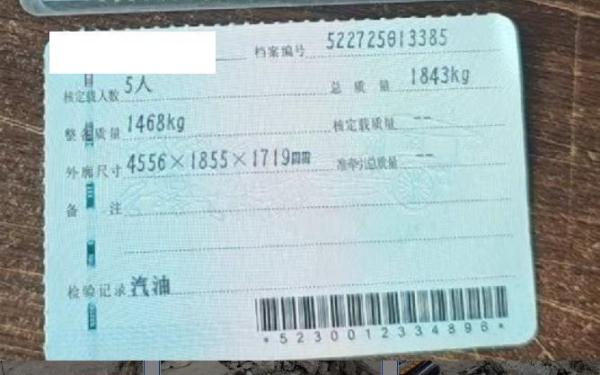 档案编号 522725013385
核定载人数 5人 总质量 1843kg
整备质量 1468kg 核定载质量 --
外廓尺寸 4556×1855×1719mm 准牵引总质量 --
备注
检验记录 汽油
*5230012334896*